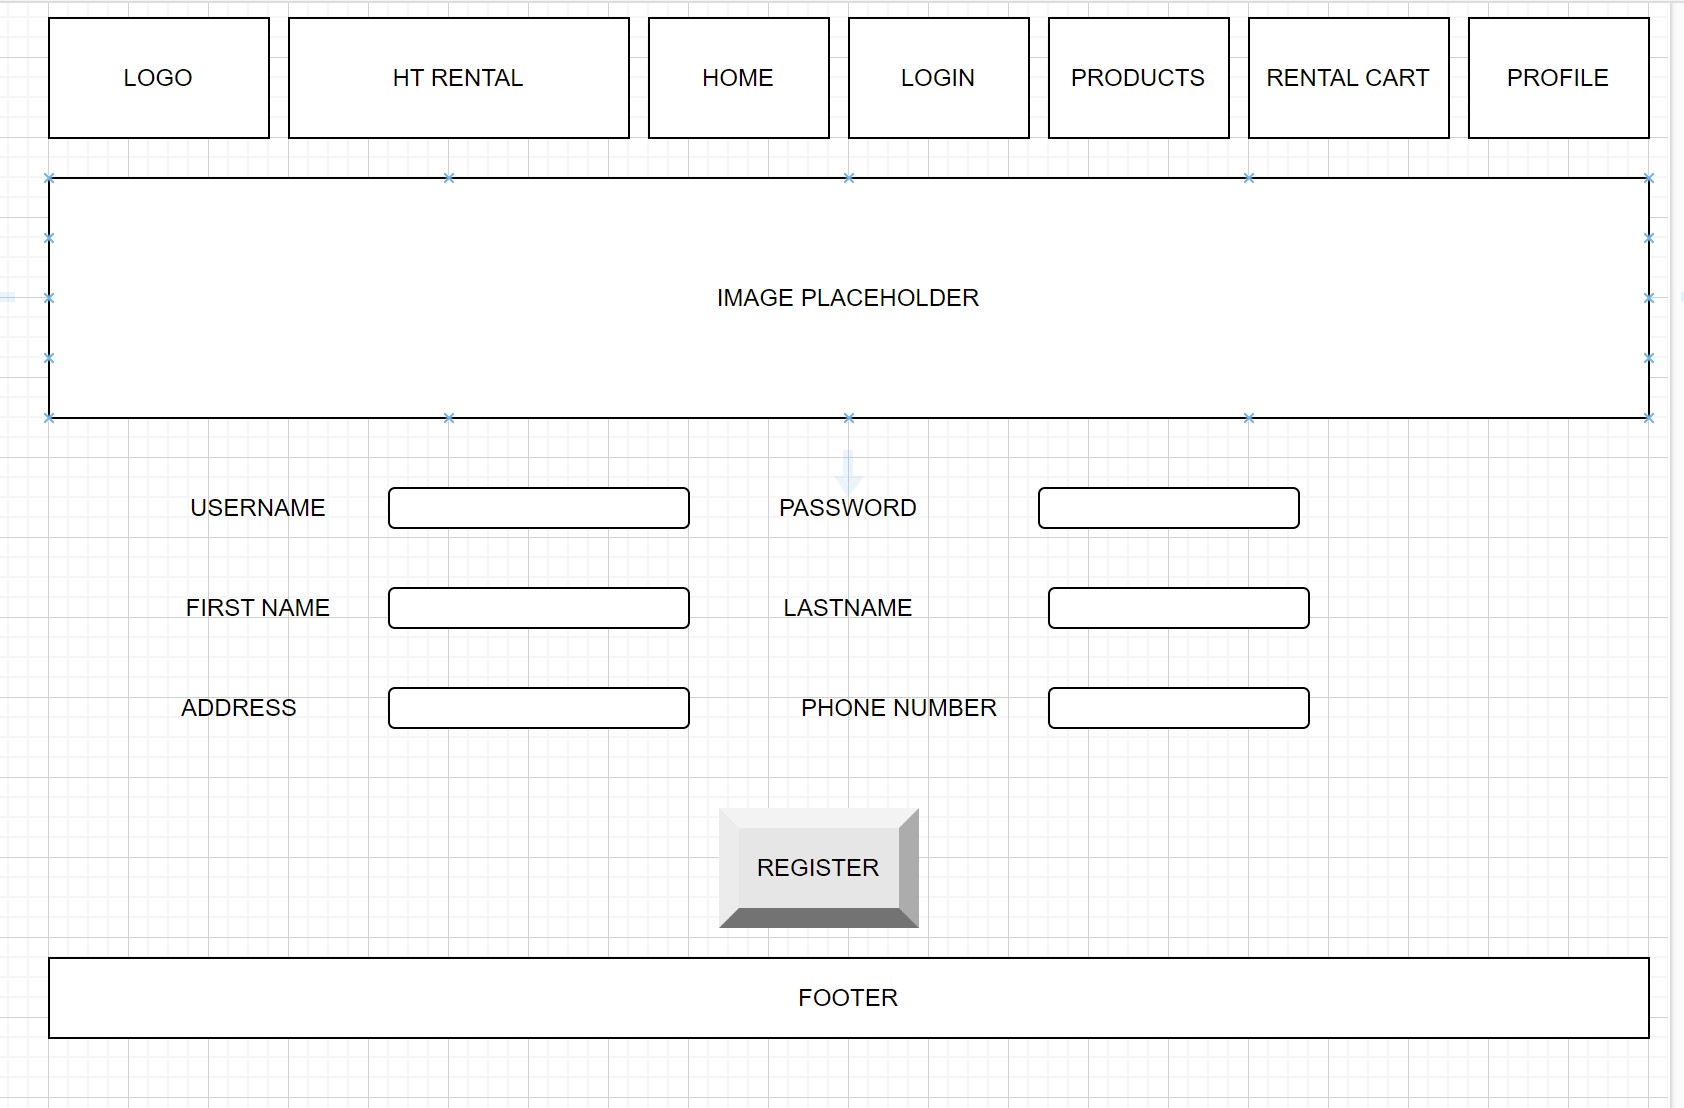 LOGO
HT RENTAL
HOME
LOGIN
PRODUCTS
RENTAL CART
PROFILE
IMAGE PLACEHOLDER
USERNAME
PASSWORD
FIRST NAME
LASTNAME
ADDRESS
PHONE NUMBER
REGISTER
FOOTER